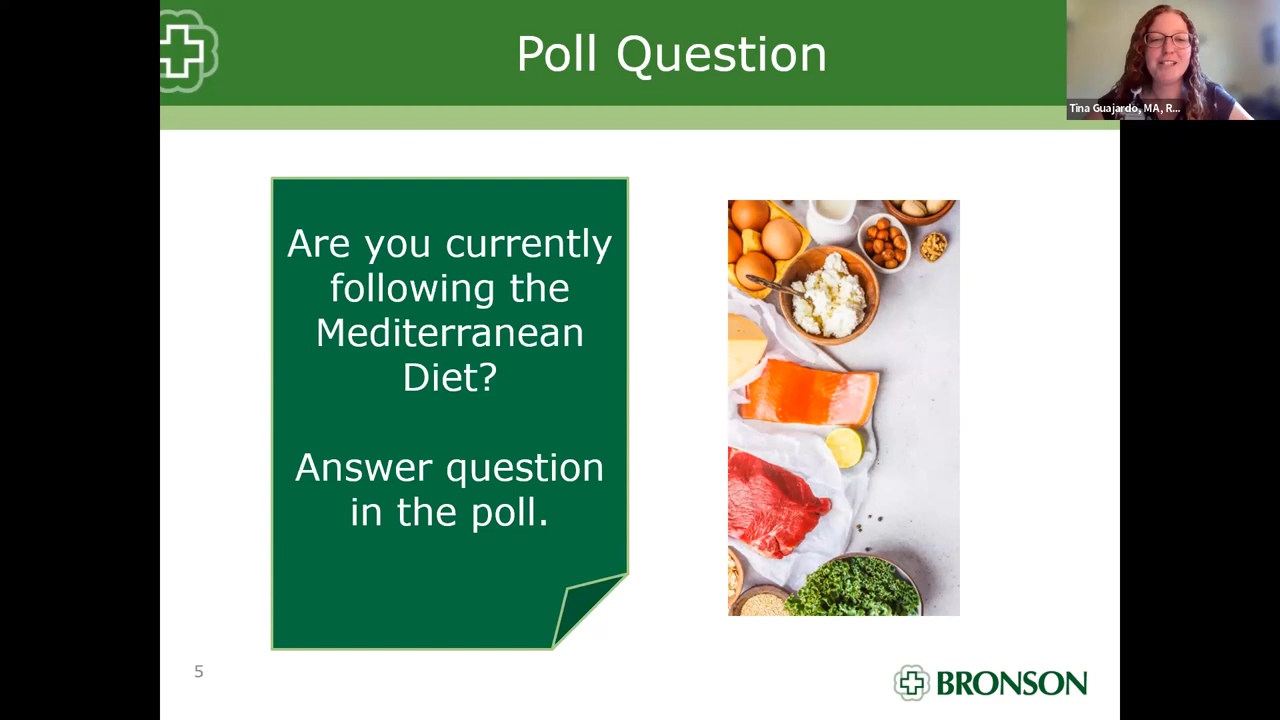 Poll Question
Tina Guajardo, MA, R...
Are you currently
following the
Mediterranean
Diet?
Answer question
in the poll.
5
BRONSON